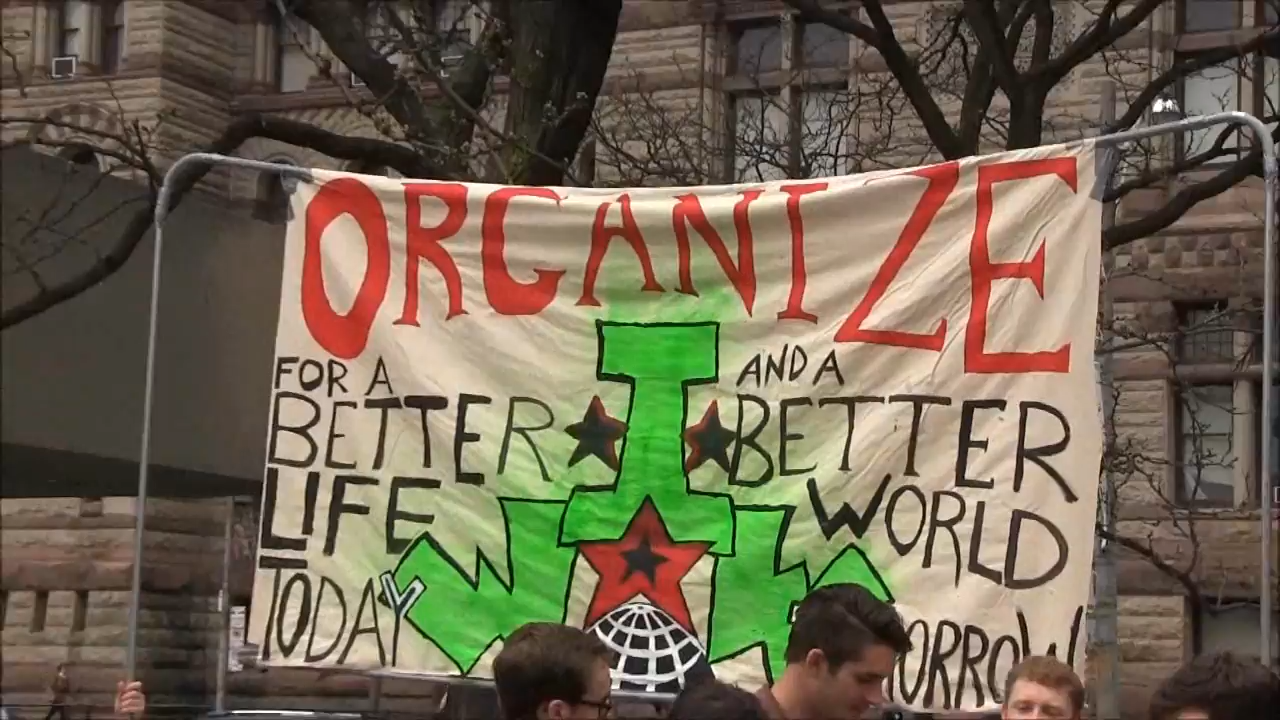 ORGANIZE
FOR A
BETTER
LIFE
TODAY
AND A
BETTER
WORLD
ORROW
I
W W